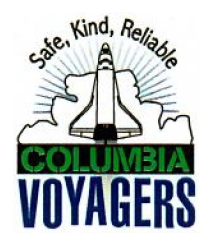 Safe, Kind, Reliable
COLUMBIA
VOYAGERS